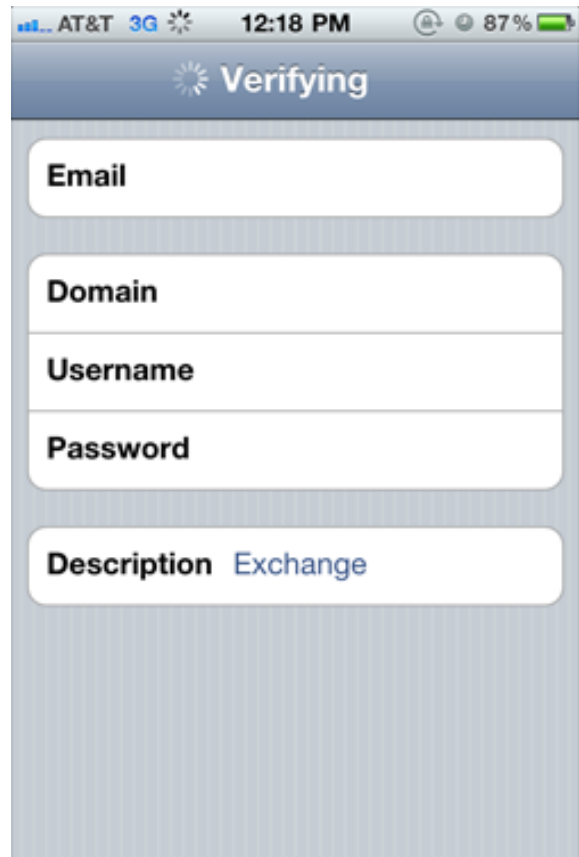 AT&T 3G 12:18 PM 87%
Verifying
Email
Domain
Username
Password
Description Exchange